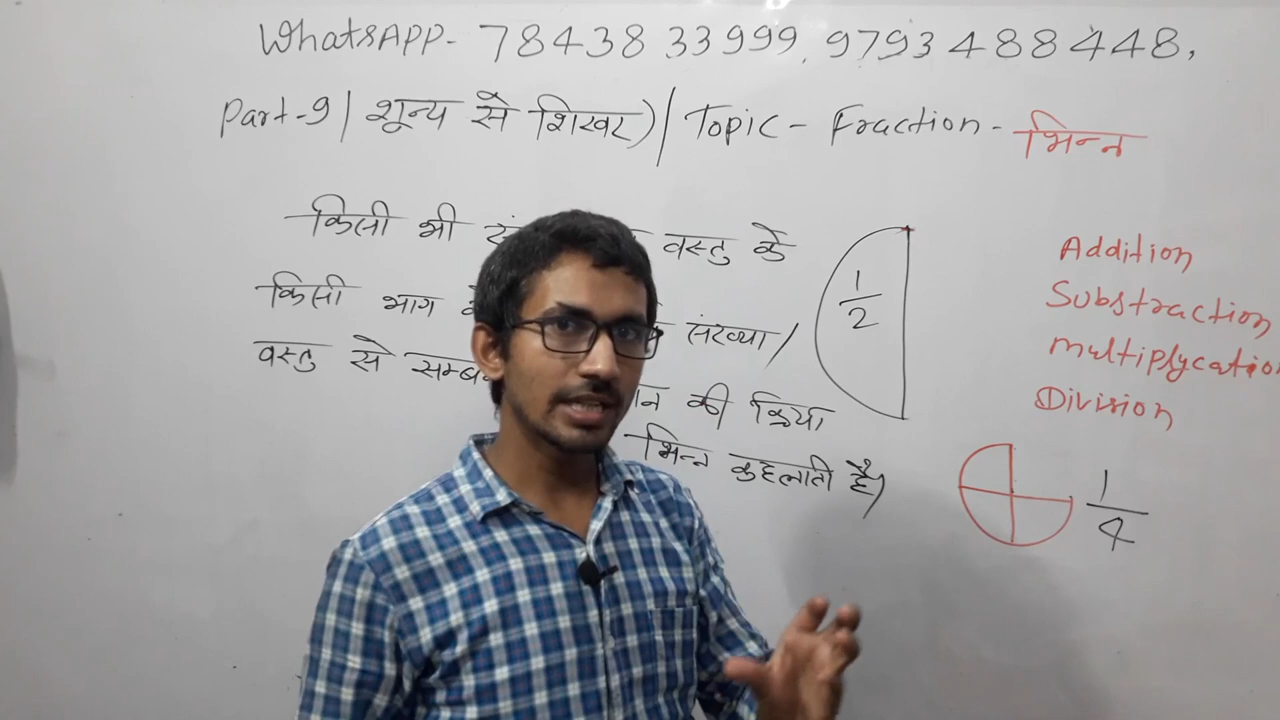 WhatsAPP- 78438 33999, 9793488448,
Part-9 | शून्य से शिखर) / Topic - Fraction - भिन्न
किसी भी वस्तु के
किसी भाग संख्या /
वस्तु से की क्रिया
भिन्न कहलाती है।
1
2
Addition
Substraction
Multiplycation
Division
1
4